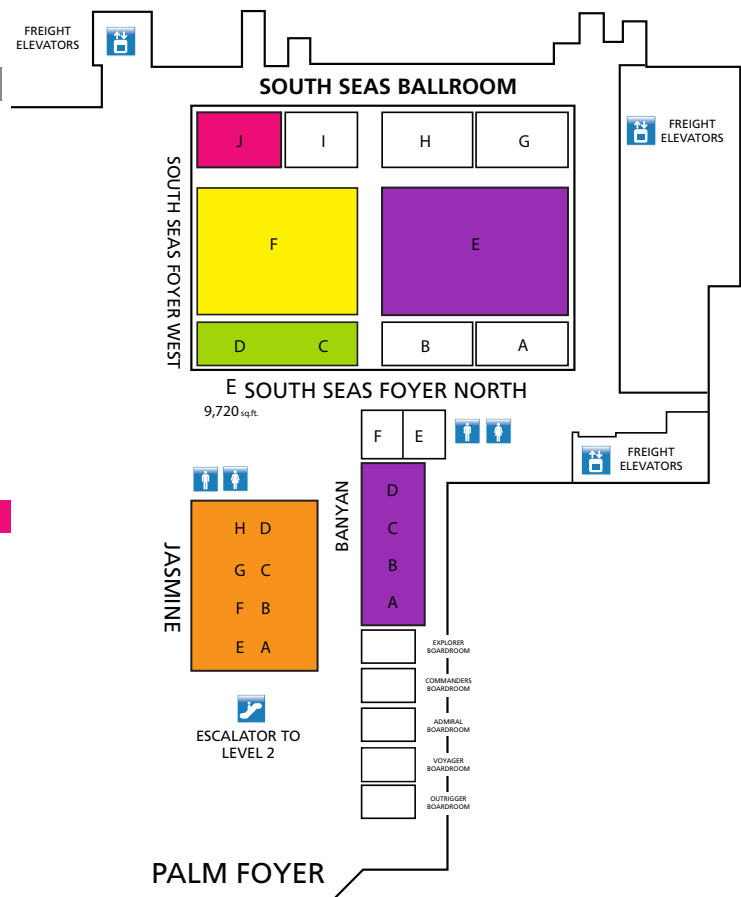 FREIGHT
ELEVATORS
SOUTH SEAS BALLROOM
FREIGHT
ELEVATORS
J I H G
SOUTH SEAS FOYER WEST
F E
D C B A
E SOUTH SEAS FOYER NORTH
9,720 sq.ft.
F E
FREIGHT
ELEVATORS
BANYAN
D
C
B
A
JASMINE
H D
G C
F B
E A
EXPLORER
BOARDROOM
COMMANDERS
BOARDROOM
ADMIRAL
BOARDROOM
VOYAGER
BOARDROOM
OUTRIGGER
BOARDROOM
ESCALATOR TO
LEVEL 2
PALM FOYER